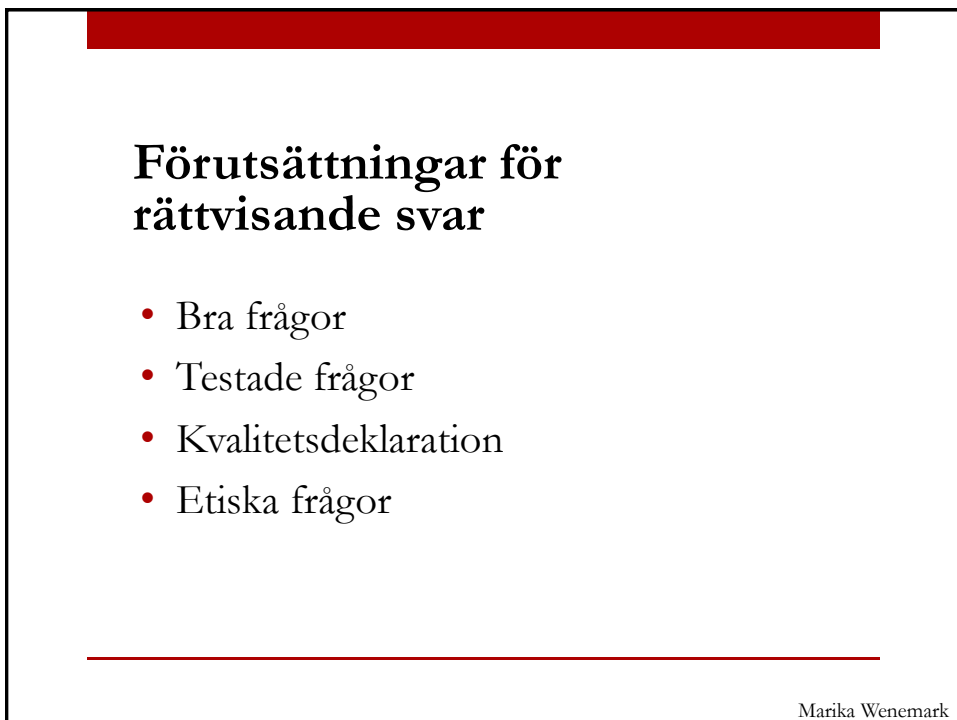 Förutsättningar för
rättvisande svar
• Bra frågor
• Testade frågor
• Kvalitetsdeklaration
• Etiska frågor
Marika Wenemark